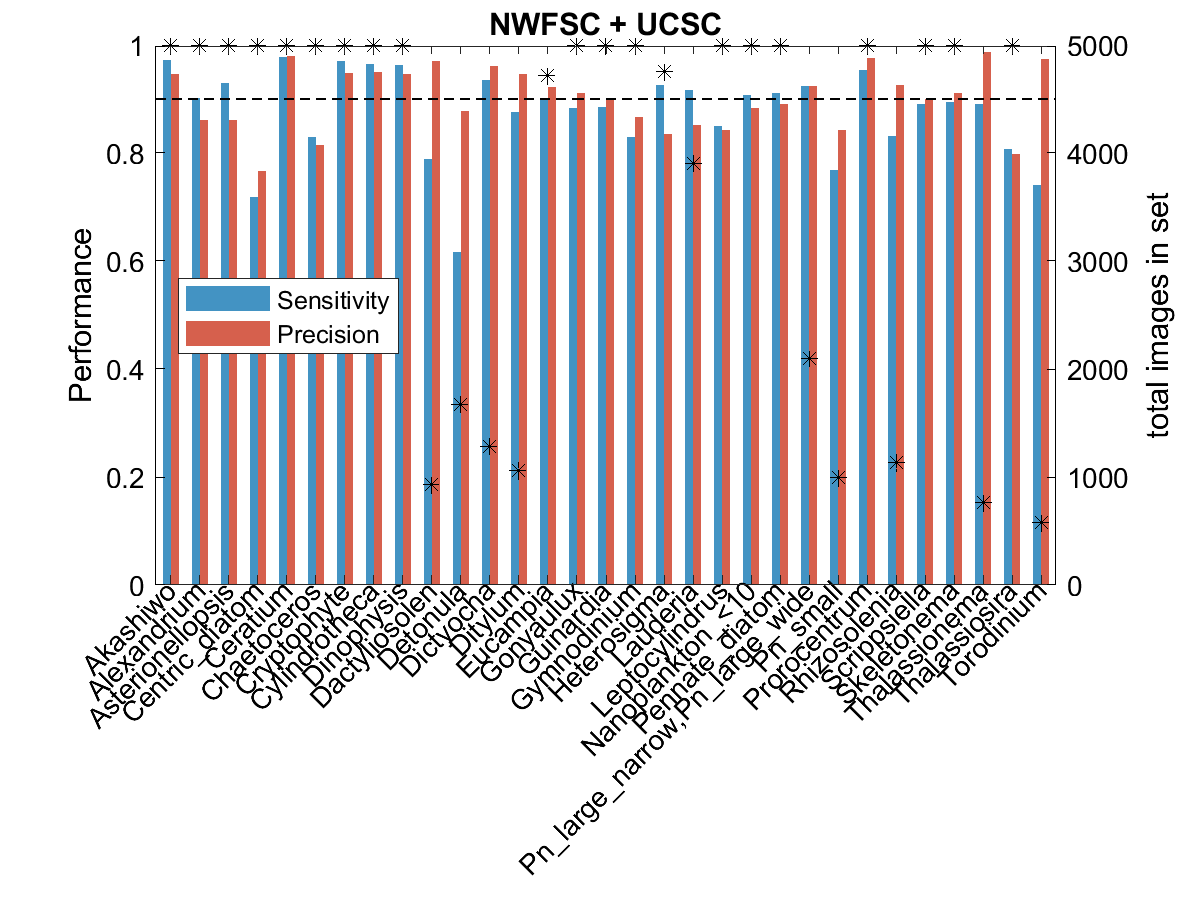 NWFSC + UCSC
1
0.8
0.6
0.4
0.2
0
Performance
5000
4000
3000
2000
1000
0
total images in set
Sensitivity
Precision
Akashiwo
Alexandrium
Asterionellopsis
Centric_diatom
Ceratium
Chaetoceros
Cryptophyte
Cylindrotheca
Dinophysis
Dactyliosolen
Detonula
Dictyocha
Ditylum
Eucampia
Gonyaulux
Guinardia
Gymnodinium
Heterosigma
Lauderia
Leptocylindrus
Nanoplankton_<10
Pennate_diatom
Pn_large_narrow,Pn_large_wide
Pn_small
Prorocentrum
Rhizosolenia
Scrippsiella
Skeletonema
Thalassionema
Thalassiosira
Torodinium